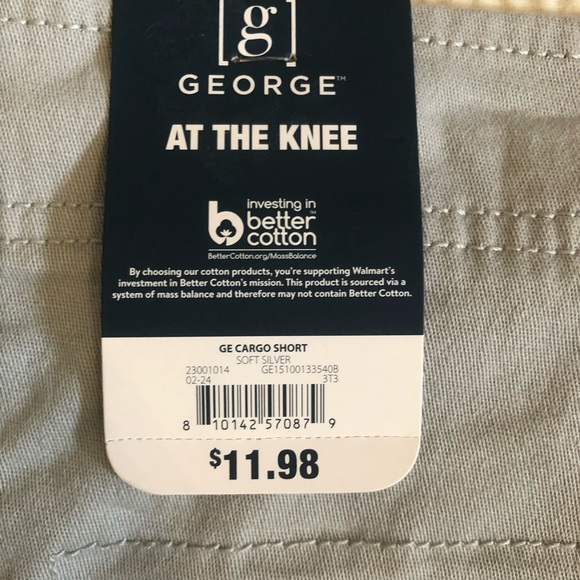 [g]
GEORGE™
AT THE KNEE
investing in
better™
cotton
BetterCotton.org/MassBalance
By choosing our cotton products, you're supporting Walmart's
investment in Better Cotton's mission. This product is sourced via a
system of mass balance and therefore may not contain Better Cotton.
GE CARGO SHORT
SOFT SILVER
23001014 GE15100133540B
02-24 3T3
8 10142 57087 9
$11.98